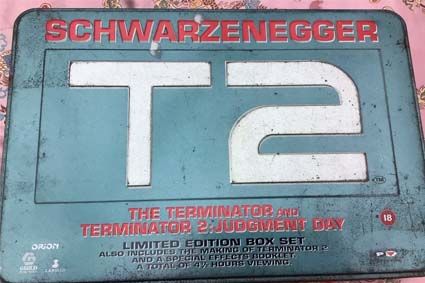 SCHWARZENEGGER
T2
TM
THE TERMINATOR AND
TERMINATOR 2: JUDGMENT DAY
18
LIMITED EDITION BOX SET
ALSO INCLUDES THE MAKING OF TERMINATOR 2
AND A SPECIAL EFFECTS BOOKLET.
A TOTAL OF 4½ HOURS VIEWING.
ORION
GUILD